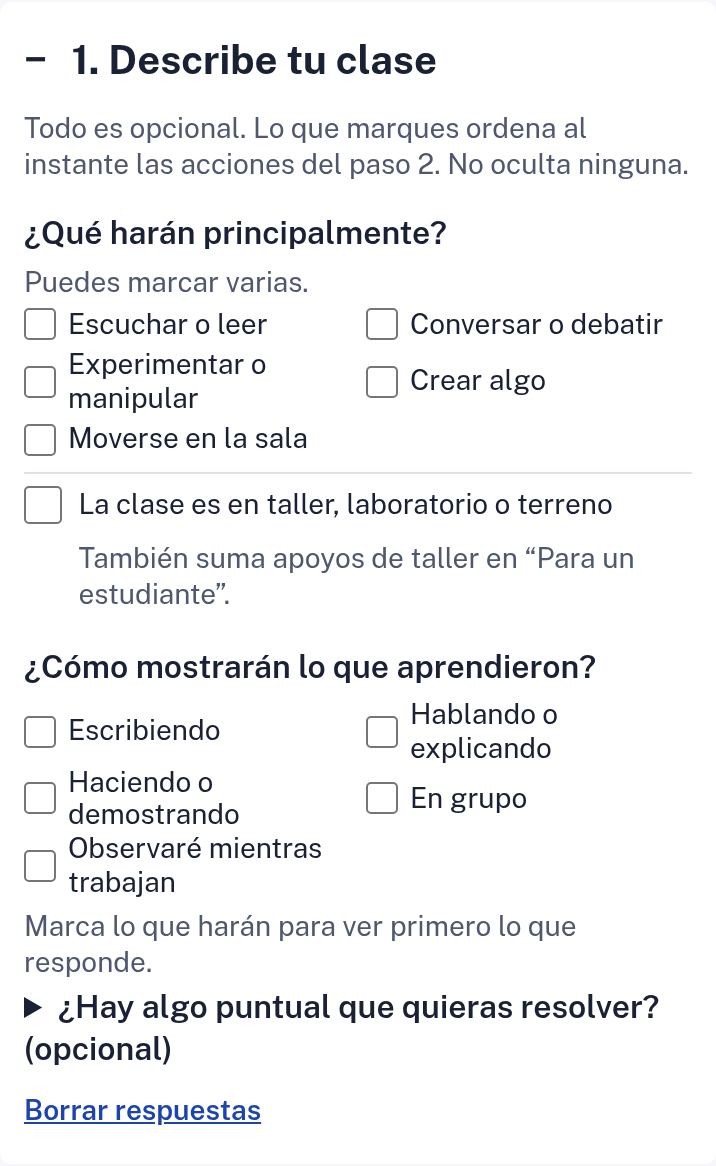 – 1. Describe tu clase
Todo es opcional. Lo que marques ordena al
instante las acciones del paso 2. No oculta ninguna.
¿Qué harán principalmente?
Puedes marcar varias.
Escuchar o leer
Conversar o debatir
Experimentar o
manipular
Crear algo
Moverse en la sala
La clase es en taller, laboratorio o terreno
También suma apoyos de taller en “Para un
estudiante”.
¿Cómo mostrarán lo que aprendieron?
Escribiendo
Hablando o
explicando
Haciendo o
demostrando
En grupo
Observaré mientras
trabajan
Marca lo que harán para ver primero lo que
responde.
¿Hay algo puntual que quieras resolver?
(opcional)
Borrar respuestas